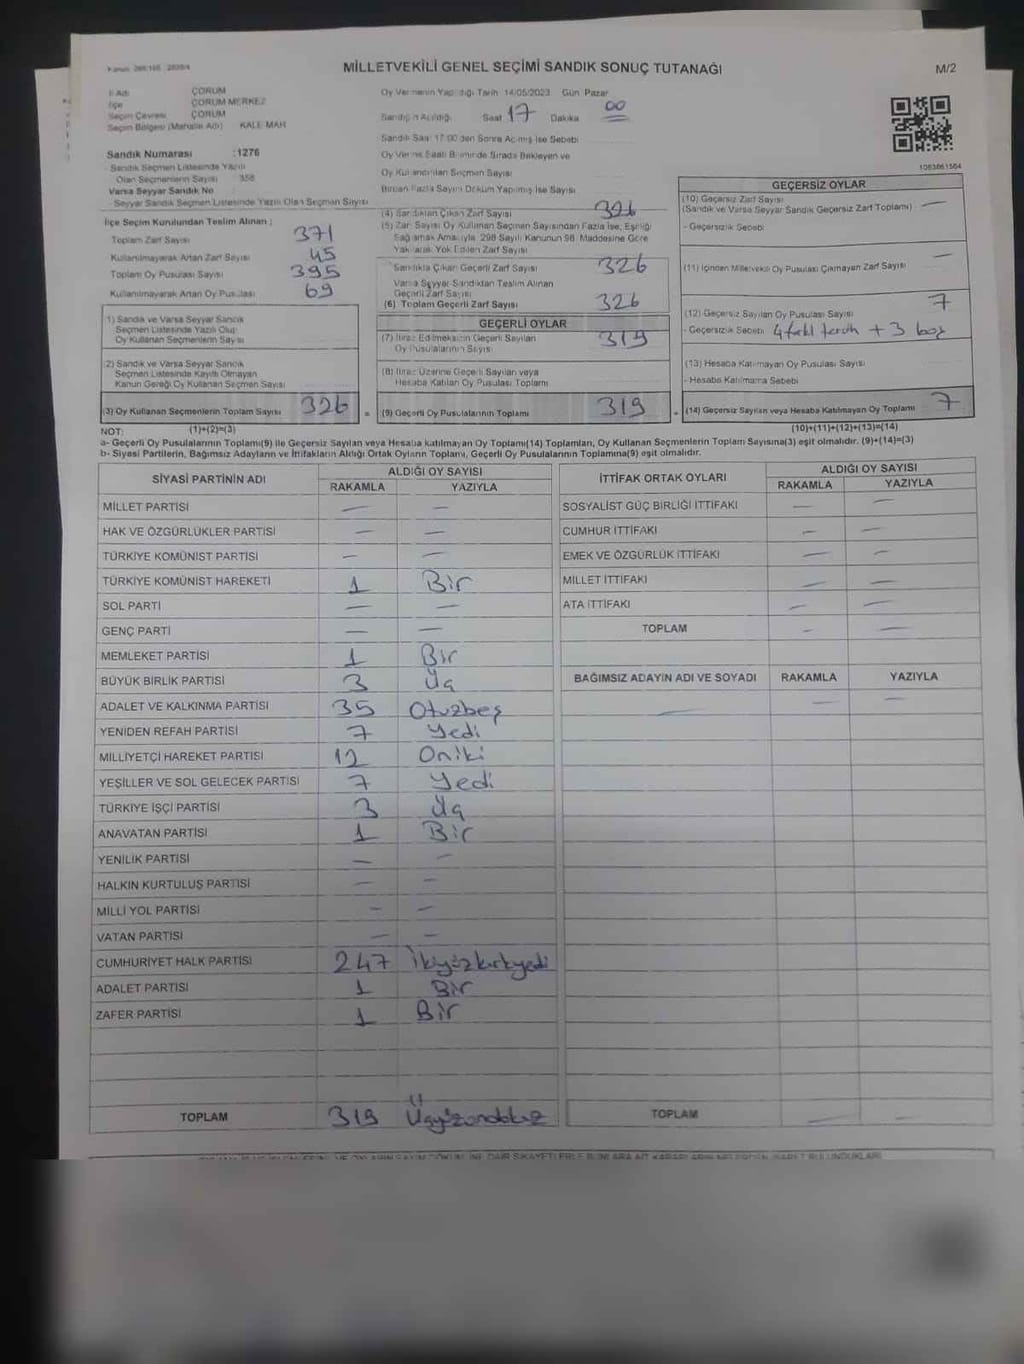 MİLLETVEKİLİ GENEL SEÇİMİ SANDIK SONUÇ TUTANAĞI
M/2
İl Adı ÇORUM
İlçe ÇORUM MERKEZ
Seçim Çevresi ÇORUM
Seçim Bölgesi (Mahalle Adı) KALE MAH
Oy Vermenin Yapıldığı Tarih 14/05/2023 Gün Pazar
Sandığın Açıldığı Saat 17 Dakika 00
Sandık Saat 17:00 den Sonra Açılmış İse Sebebi
Oy Verme Saati Bitiminde Sırada Bekleyen ve
Oy Kullandırılan Seçmen Sayısı
Birden Fazla Sayım Döküm Yapılmış İse Sayısı
Sandık Numarası :1276
Sandık Seçmen Listesinde Yazılı
Olan Seçmenlerin Sayısı : 358
Varsa Seyyar Sandık No
Seyyar Sandık Seçmen Listesinde Yazılı Olan Seçmen Sayısı
İlçe Seçim Kurulundan Teslim Alınan ;
Toplam Zarf Sayısı 371
Kullanılmayarak Artan Zarf Sayısı 45
Toplam Oy Pusulası Sayısı 395
Kullanılmayarak Artan Oy Pusulası 69
1) Sandık ve Varsa Seyyar Sandık
Seçmen Listesinde Yazılı Olup
Oy Kullanan Seçmenlerin Sayısı
2) Sandık ve Varsa Seyyar Sandık
Seçmen Listesinde Kayıtlı Olmayan
Kanun Gereği Oy Kullanan Seçmen Sayısı
(3) Oy Kullanan Seçmenlerin Toplam Sayısı 326
(1)+(2)=(3)
(4) Sandıktan Çıkan Zarf Sayısı 326
(5) Zarf Sayısı Oy Kullanan Seçmen Sayısından Fazla İse, Eşitliği
Sağlamak Amacıyla, 298 Sayılı Kanunun 98. Maddesine Göre
Yakılarak Yok Edilen Zarf Sayısı
Sandıkta Çıkan Geçerli Zarf Sayısı 326
Varsa Seyyar Sandıktan Teslim Alınan
Geçerli Zarf Sayısı
(6) Toplam Geçerli Zarf Sayısı 326
GEÇERLİ OYLAR
(7) İtiraz Edilmeksizin Geçerli Sayılan
Oy Pusulalarının Sayısı 319
(8) İtiraz Üzerine Geçerli Sayılan veya
Hesaba Katılan Oy Pusulası Toplamı
= (9) Geçerli Oy Pusulalarının Toplamı 319
1063861564
GEÇERSİZ OYLAR
(10) Geçersiz Zarf Sayısı —
(Sandık ve Varsa Seyyar Sandık Geçersiz Zarf Toplamı)
- Geçersizlik Sebebi
(11) İçinden Milletvekili Oy Pusulası Çıkmayan Zarf Sayısı —
(12) Geçersiz Sayılan Oy Pusulası Sayısı 7
- Geçersizlik Sebebi 4 farklı tercih + 3 boş
(13) Hesaba Katılmayan Oy Pusulası Sayısı
- Hesaba Katılmama Sebebi
(14) Geçersiz Sayılan veya Hesaba Katılmayan Oy Toplamı 7
(10)+(11)+(12)+(13)=(14)
NOT:
a- Geçerli Oy Pusulalarının Toplamı(9) ile Geçersiz Sayılan veya Hesaba katılmayan Oy Toplamı(14) Toplamları, Oy Kullanan Seçmenlerin Toplam Sayısına(3) eşit olmalıdır. (9)+(14)=(3)
b- Siyasi Partilerin, Bağımsız Adayların ve İttifakların Aldığı Ortak Oyların Toplamı, Geçerli Oy Pusulalarının Toplamına(9) eşit olmalıdır.
SİYASİ PARTİNİN ADI ALDIĞI OY SAYISI
RAKAMLA YAZIYLA
MİLLET PARTİSİ — —
HAK VE ÖZGÜRLÜKLER PARTİSİ — —
TÜRKİYE KOMÜNİST PARTİSİ — —
TÜRKİYE KOMÜNİST HAREKETİ 1 Bir
SOL PARTİ — —
GENÇ PARTİ — —
MEMLEKET PARTİSİ 1 Bir
BÜYÜK BİRLİK PARTİSİ 3 Üç
ADALET VE KALKINMA PARTİSİ 35 Otuzbeş
YENİDEN REFAH PARTİSİ 7 Yedi
MİLLİYETÇİ HAREKET PARTİSİ 12 Oniki
YEŞİLLER VE SOL GELECEK PARTİSİ 7 Yedi
TÜRKİYE İŞÇİ PARTİSİ 3 Üç
ANAVATAN PARTİSİ 1 Bir
YENİLİK PARTİSİ — —
HALKIN KURTULUŞ PARTİSİ — —
MİLLİ YOL PARTİSİ — —
VATAN PARTİSİ — —
CUMHURİYET HALK PARTİSİ 247 İkiyüzkırkyedi
ADALET PARTİSİ 1 Bir
ZAFER PARTİSİ 1 Bir
TOPLAM 319 Üçyüzondokuz
İTTİFAK ORTAK OYLARI ALDIĞI OY SAYISI
RAKAMLA YAZIYLA
SOSYALİST GÜÇ BİRLİĞİ İTTİFAKI — —
CUMHUR İTTİFAKI — —
EMEK VE ÖZGÜRLÜK İTTİFAKI — —
MİLLET İTTİFAKI — —
ATA İTTİFAKI — —
TOPLAM — —
BAĞIMSIZ ADAYIN ADI VE SOYADI RAKAMLA YAZIYLA
— — —
TOPLAM — —